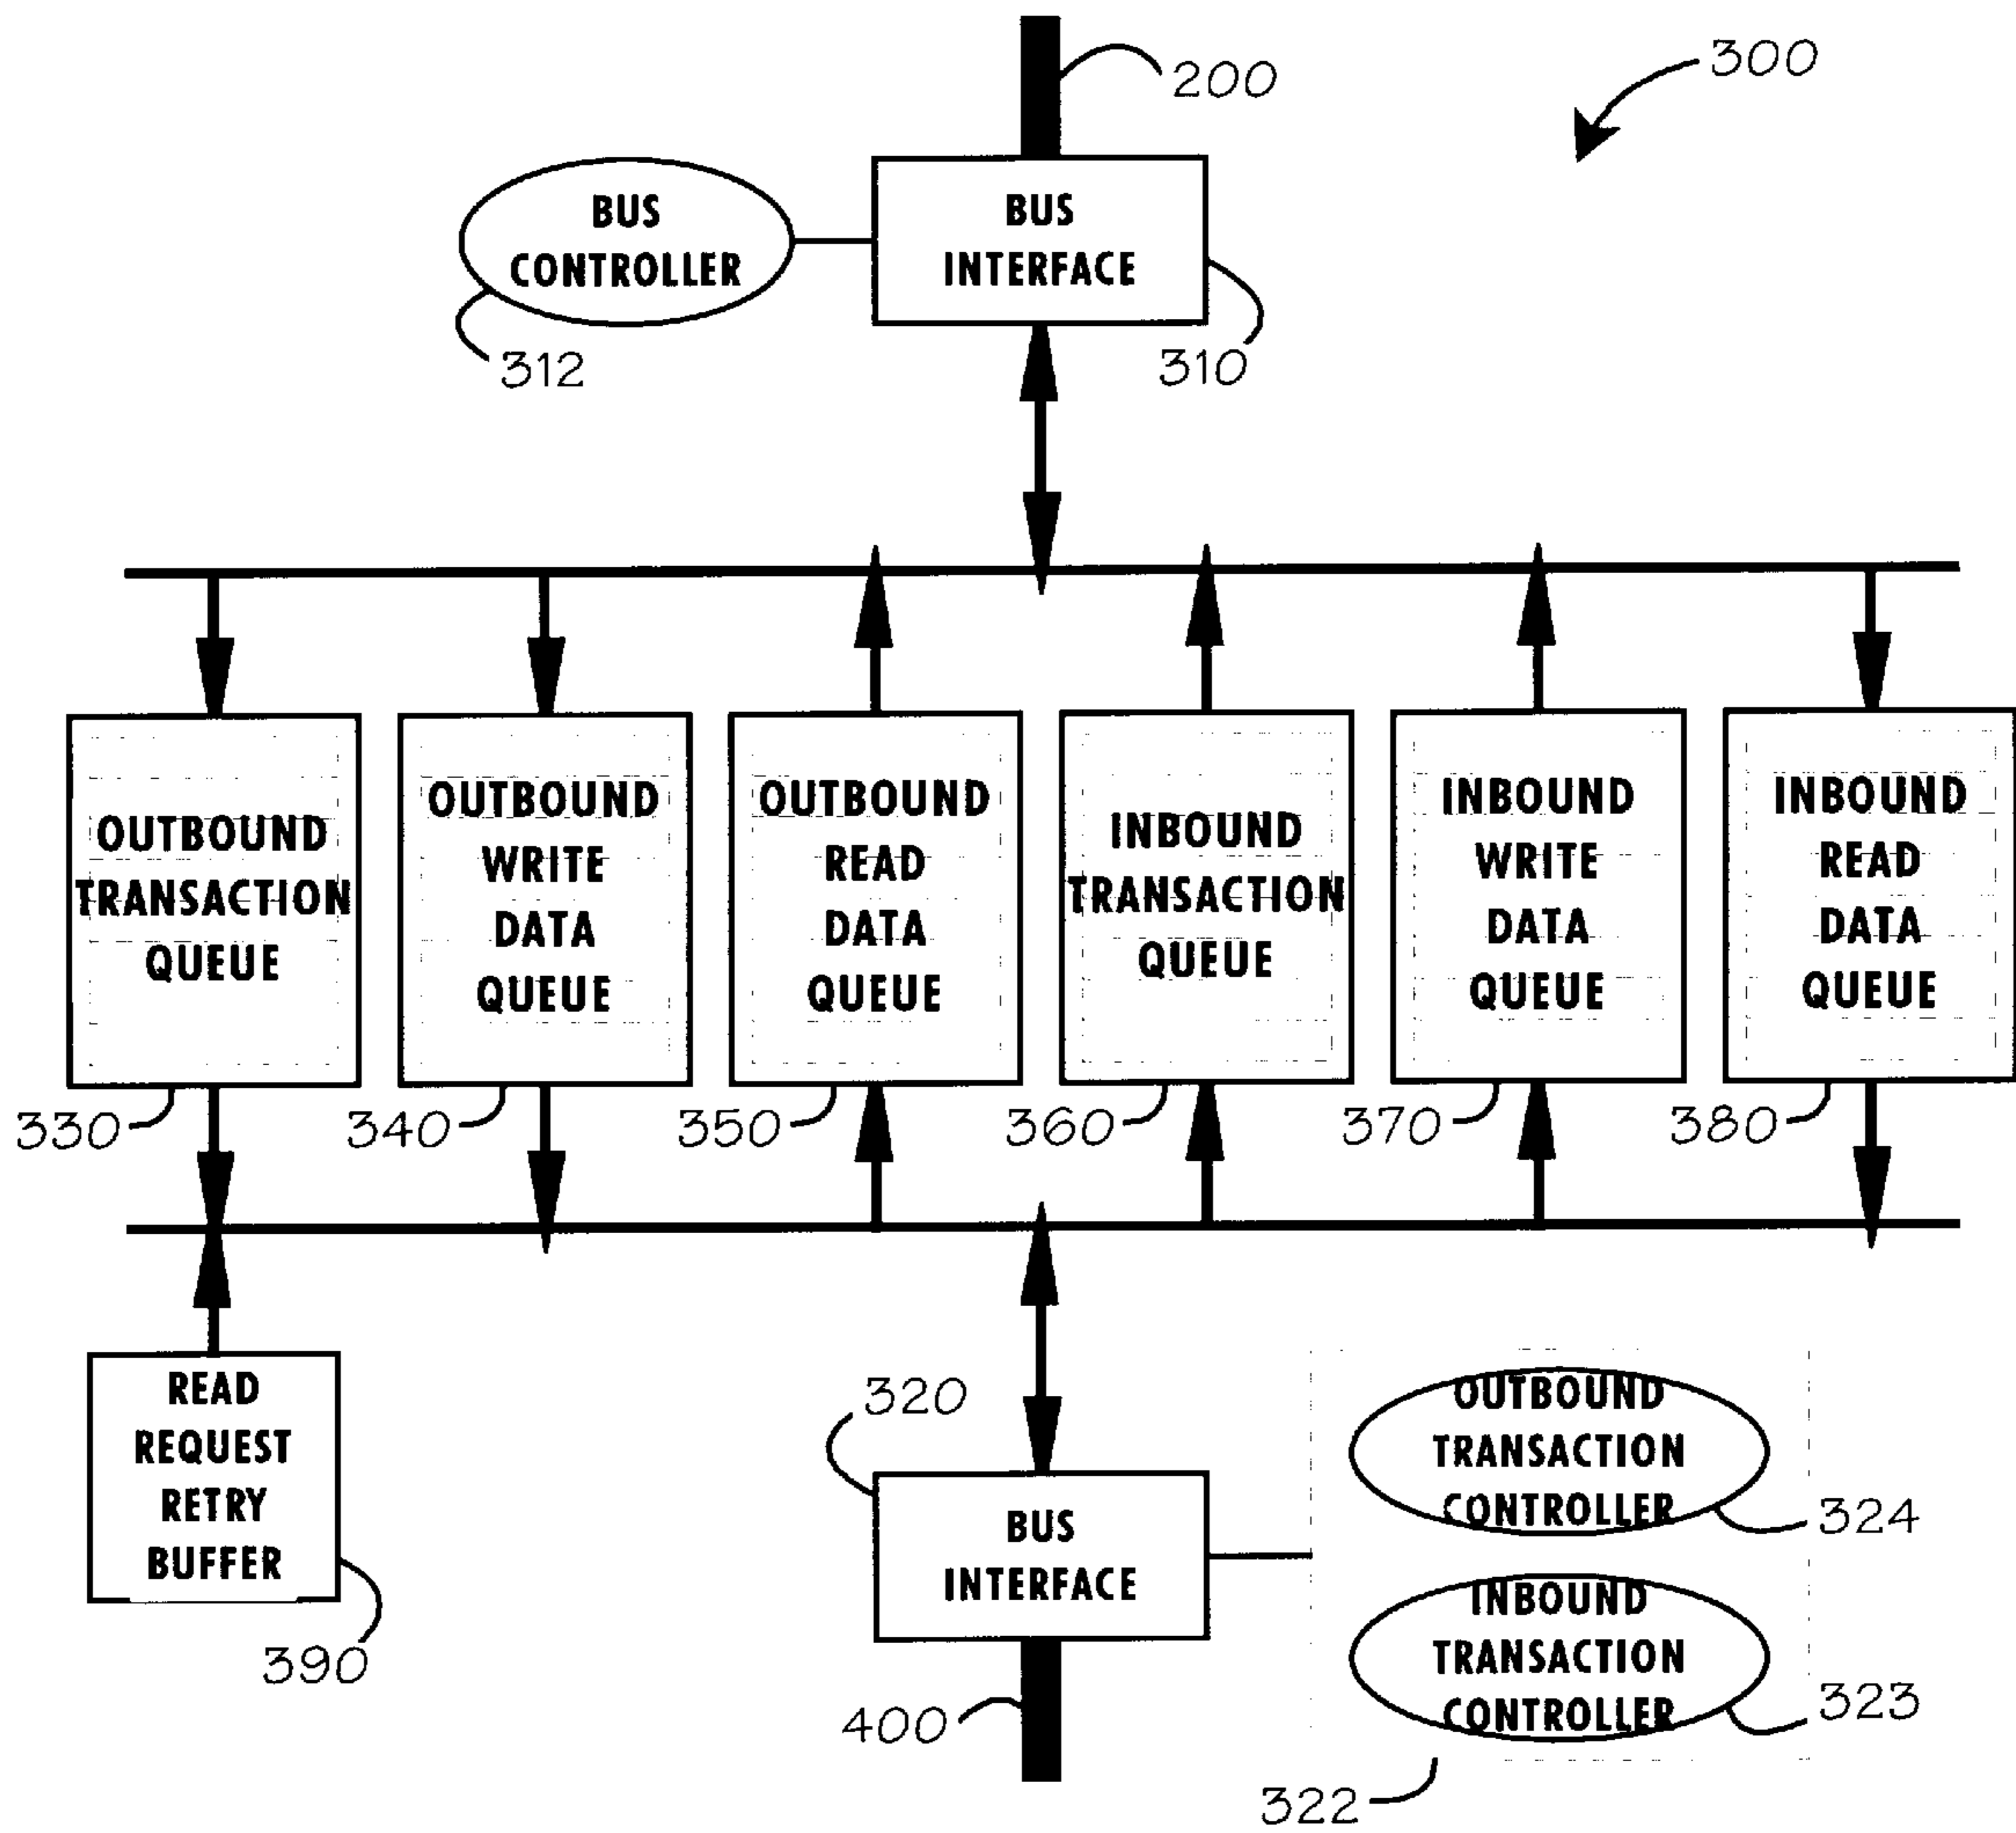 300
200
BUS
CONTROLLER
BUS
INTERFACE
312
310
OUTBOUND
TRANSACTION
QUEUE
OUTBOUND
WRITE
DATA
QUEUE
OUTBOUND
READ
DATA
QUEUE
INBOUND
TRANSACTION
QUEUE
INBOUND
WRITE
DATA
QUEUE
INBOUND
READ
DATA
QUEUE
330
340
350
360
370
380
READ
REQUEST
RETRY
BUFFER
390
320
BUS
INTERFACE
400
OUTBOUND
TRANSACTION
CONTROLLER
324
INBOUND
TRANSACTION
CONTROLLER
323
322